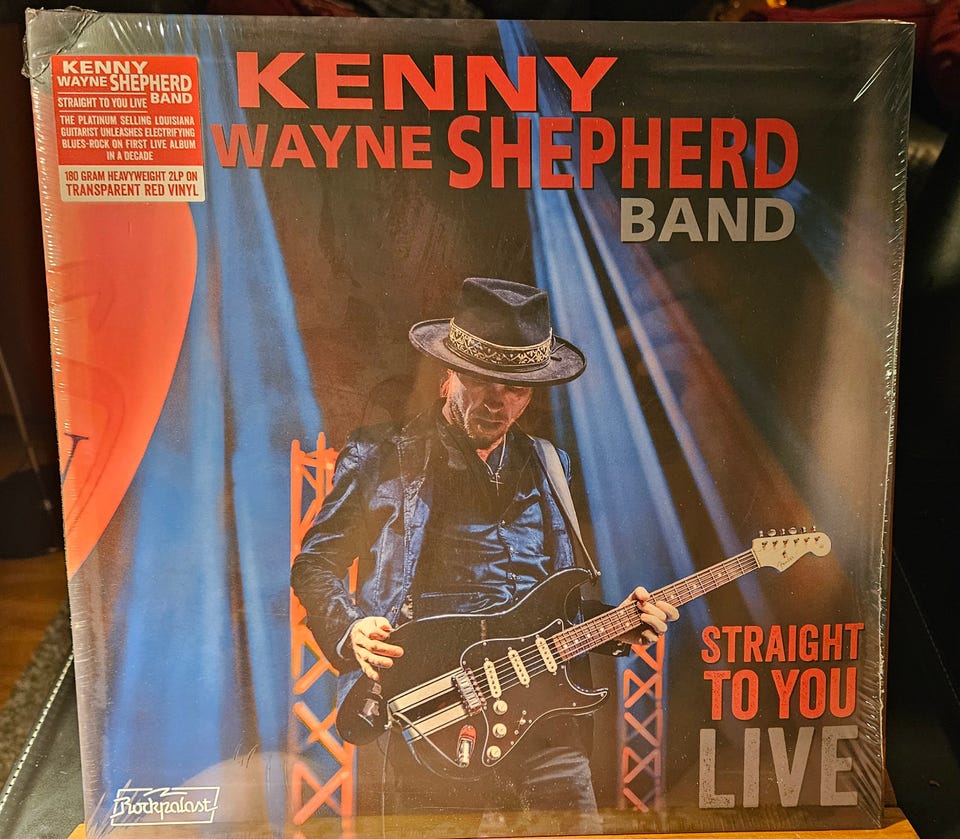 KENNY
WAYNE SHEPHERD
BAND
STRAIGHT TO YOU LIVE
THE PLATINUM SELLING LOUISIANA
GUITARIST UNLEASHES ELECTRIFYING
BLUES-ROCK ON FIRST LIVE ALBUM
IN A DECADE
180 GRAM HEAVYWEIGHT 2LP ON
TRANSPARENT RED VINYL
KENNY
WAYNE SHEPHERD
BAND
STRAIGHT
TO YOU
LIVE
Rockpalast